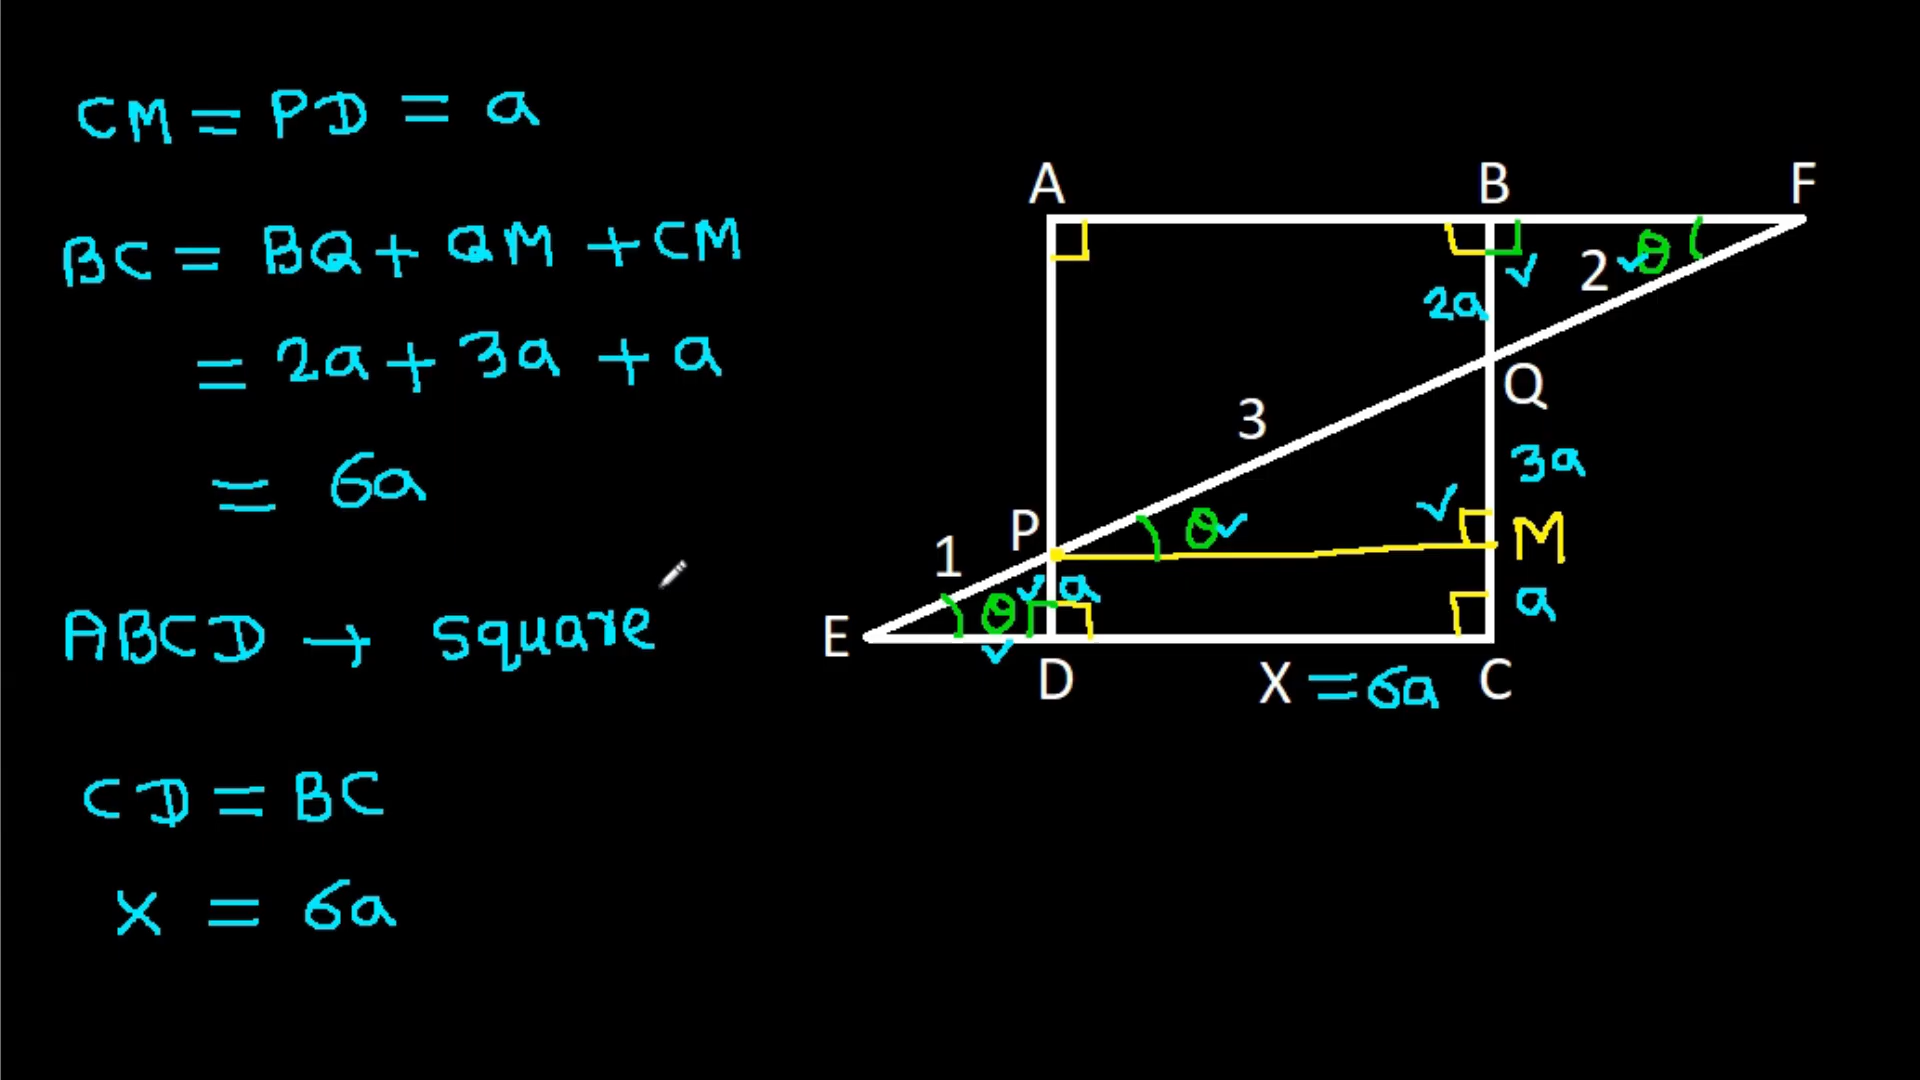 CM = PD = a
BC = BQ + QM + CM
= 2a + 3a + a
= 6a
ABCD → square
CD = BC
X = 6a
A B F
2 θ
2a
Q
3
3a
P θ M
1
a
E θ a
D X = 6a C